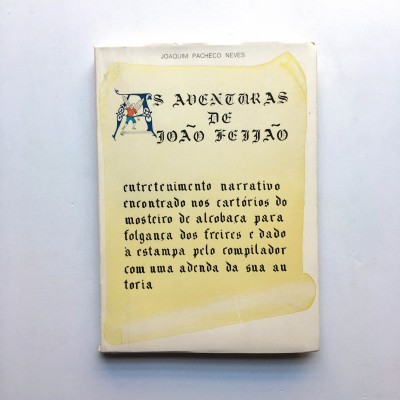 JOAQUIM PACHECO NEVES
AS AVENTURAS
DE
JOÃO FEIJÃO
entretenimento narrativo
encontrado nos cartórios do
mosteiro de alcobaça para
folgança dos freires e dado
à estampa pelo compilador
com uma adenda da sua au
toria